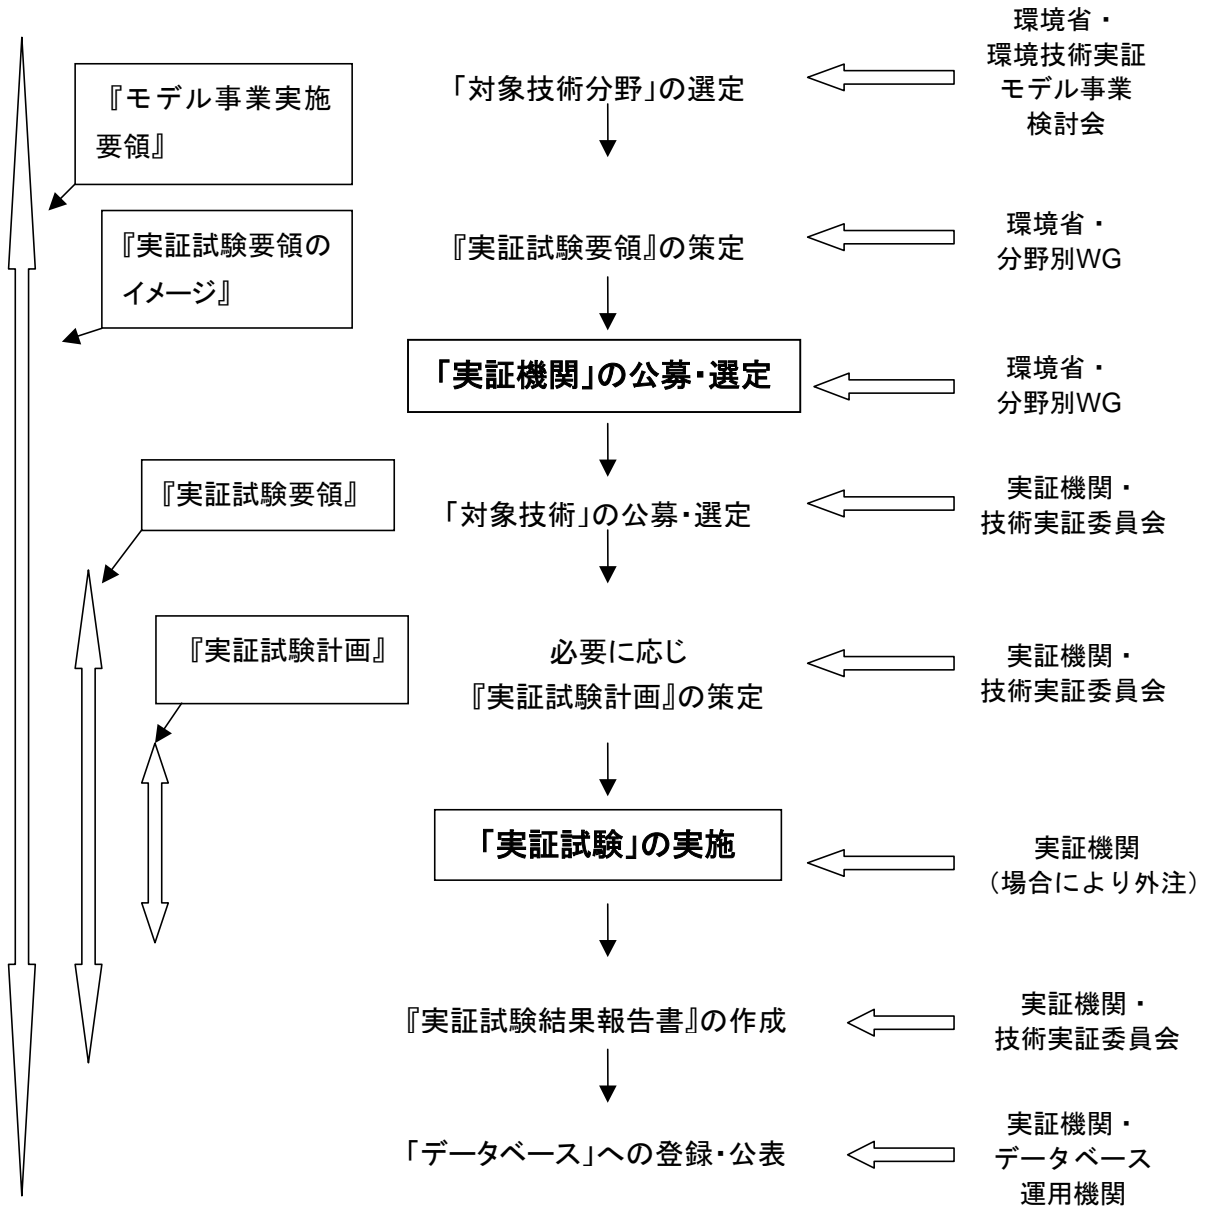 環境省・
環境技術実証
モデル事業
検討会
『モデル事業実施
要領』
「対象技術分野」の選定
『実証試験要領の
イメージ』
『実証試験要領』の策定
環境省・
分野別WG
「実証機関」の公募・選定
環境省・
分野別WG
『実証試験要領』
「対象技術」の公募・選定
実証機関・
技術実証委員会
『実証試験計画』
必要に応じ
『実証試験計画』の策定
実証機関・
技術実証委員会
「実証試験」の実施
実証機関
（場合により外注）
『実証試験結果報告書』の作成
実証機関・
技術実証委員会
「データベース」への登録・公表
実証機関・
データベース
運用機関